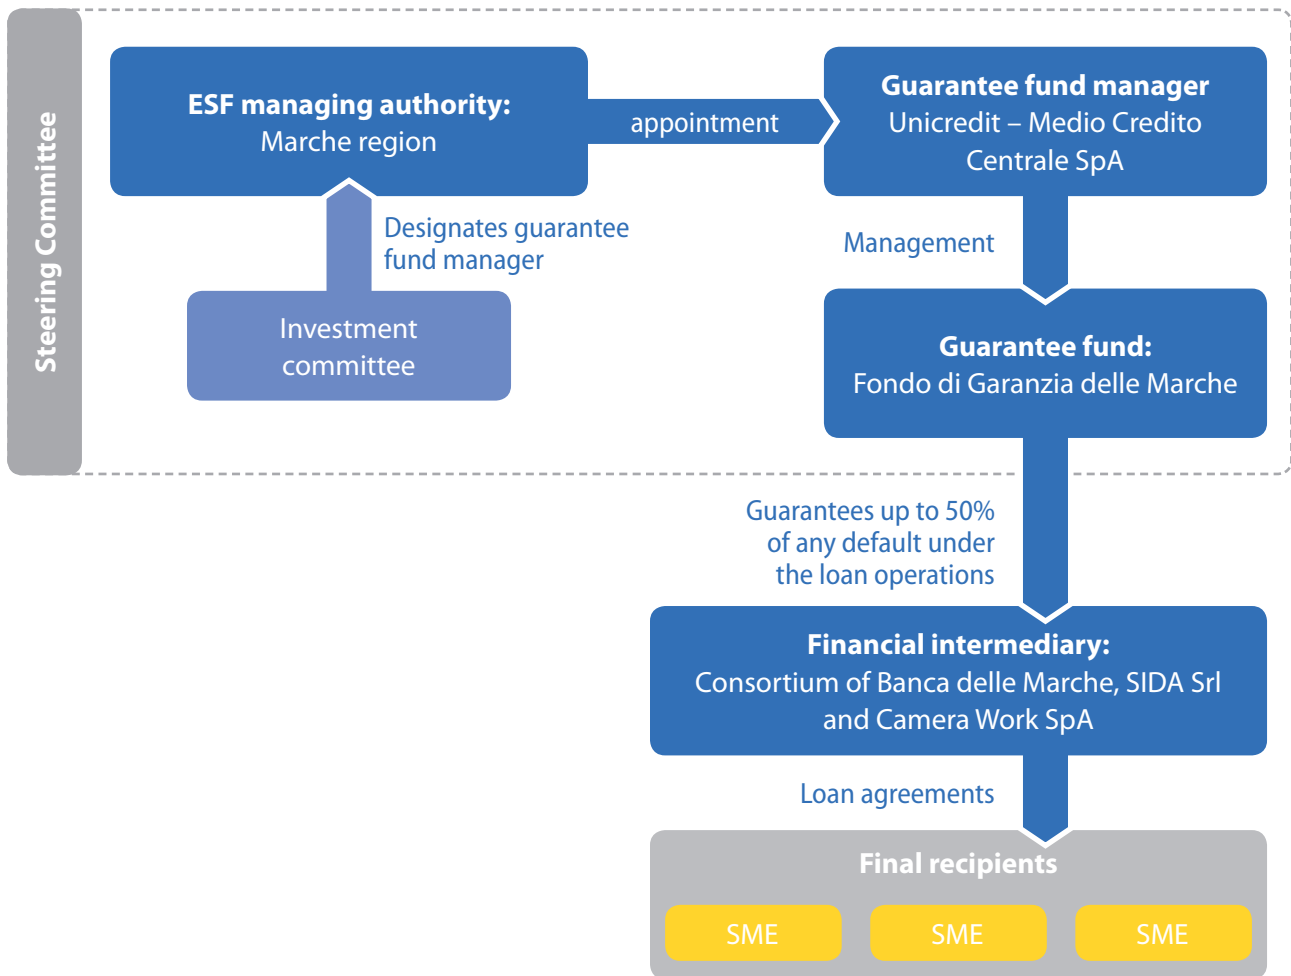 Steering Committee
ESF managing authority:
Marche region
appointment
Guarantee fund manager
Unicredit – Medio Credito
Centrale SpA
Designates guarantee
fund manager
Management
Investment
committee
Guarantee fund:
Fondo di Garanzia delle Marche
Guarantees up to 50%
of any default under
the loan operations
Financial intermediary:
Consortium of Banca delle Marche, SIDA Srl
and Camera Work SpA
Loan agreements
Final recipients
SME
SME
SME